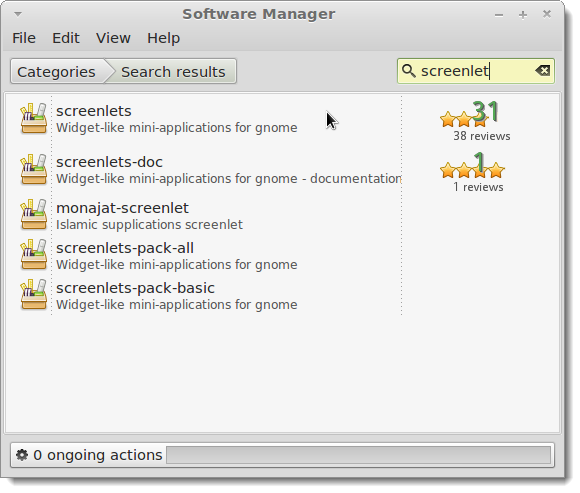 Software Manager
File Edit View Help
Categories Search results screenlet
screenlets
Widget-like mini-applications for gnome
31
38 reviews
screenlets-doc
Widget-like mini-applications for gnome - documentation
1
1 reviews
monajat-screenlet
Islamic supplications screenlet
screenlets-pack-all
Widget-like mini-applications for gnome
screenlets-pack-basic
Widget-like mini-applications for gnome
0 ongoing actions